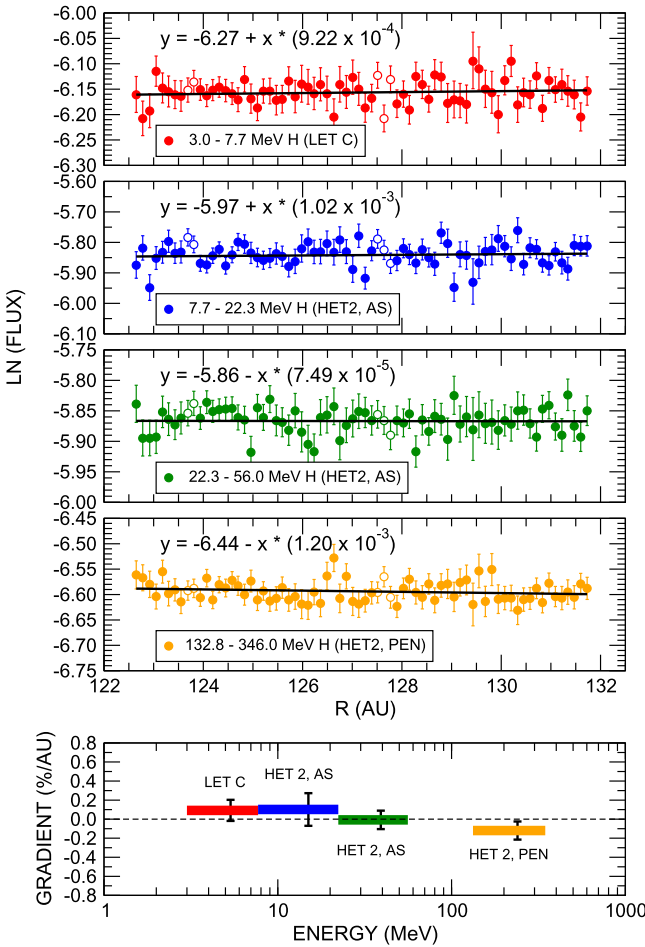 -6.00
y = -6.27 + x * (9.22 x 10-4)
-6.05
-6.10
-6.15
-6.20
-6.25
3.0 - 7.7 MeV H (LET C)
-6.30
-5.60
y = -5.97 + x * (1.02 x 10-3)
-5.70
-5.80
-5.90
-6.00
7.7 - 22.3 MeV H (HET2, AS)
-6.10
LN (FLUX)
-5.75
y = -5.86 - x * (7.49 x 10-5)
-5.80
-5.85
-5.90
-5.95
22.3 - 56.0 MeV H (HET2, AS)
-6.00
-6.45
y = -6.44 - x * (1.20 x 10-3)
-6.50
-6.55
-6.60
-6.65
-6.70
132.8 - 346.0 MeV H (HET2, PEN)
-6.75
122 124 126 128 130 132
R (AU)
GRADIENT (%/AU)
0.8
0.6
0.4
0.2
0.0
-0.2
-0.4
-0.6
-0.8
LET C
HET 2, AS
HET 2, AS
HET 2, PEN
1 10 100 1000
ENERGY (MeV)